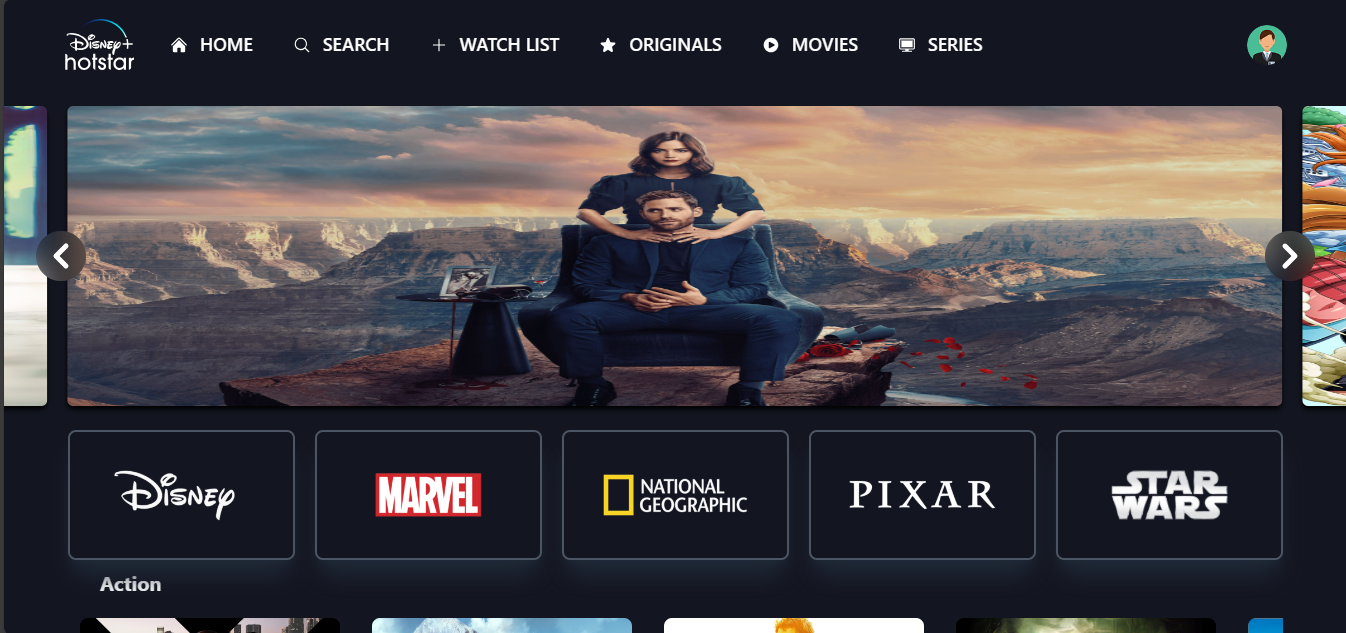 Disney+
hotstar
HOME
SEARCH
WATCH LIST
ORIGINALS
MOVIES
SERIES
Disney
MARVEL
NATIONAL
GEOGRAPHIC
PIXAR
STAR
WARS
Action